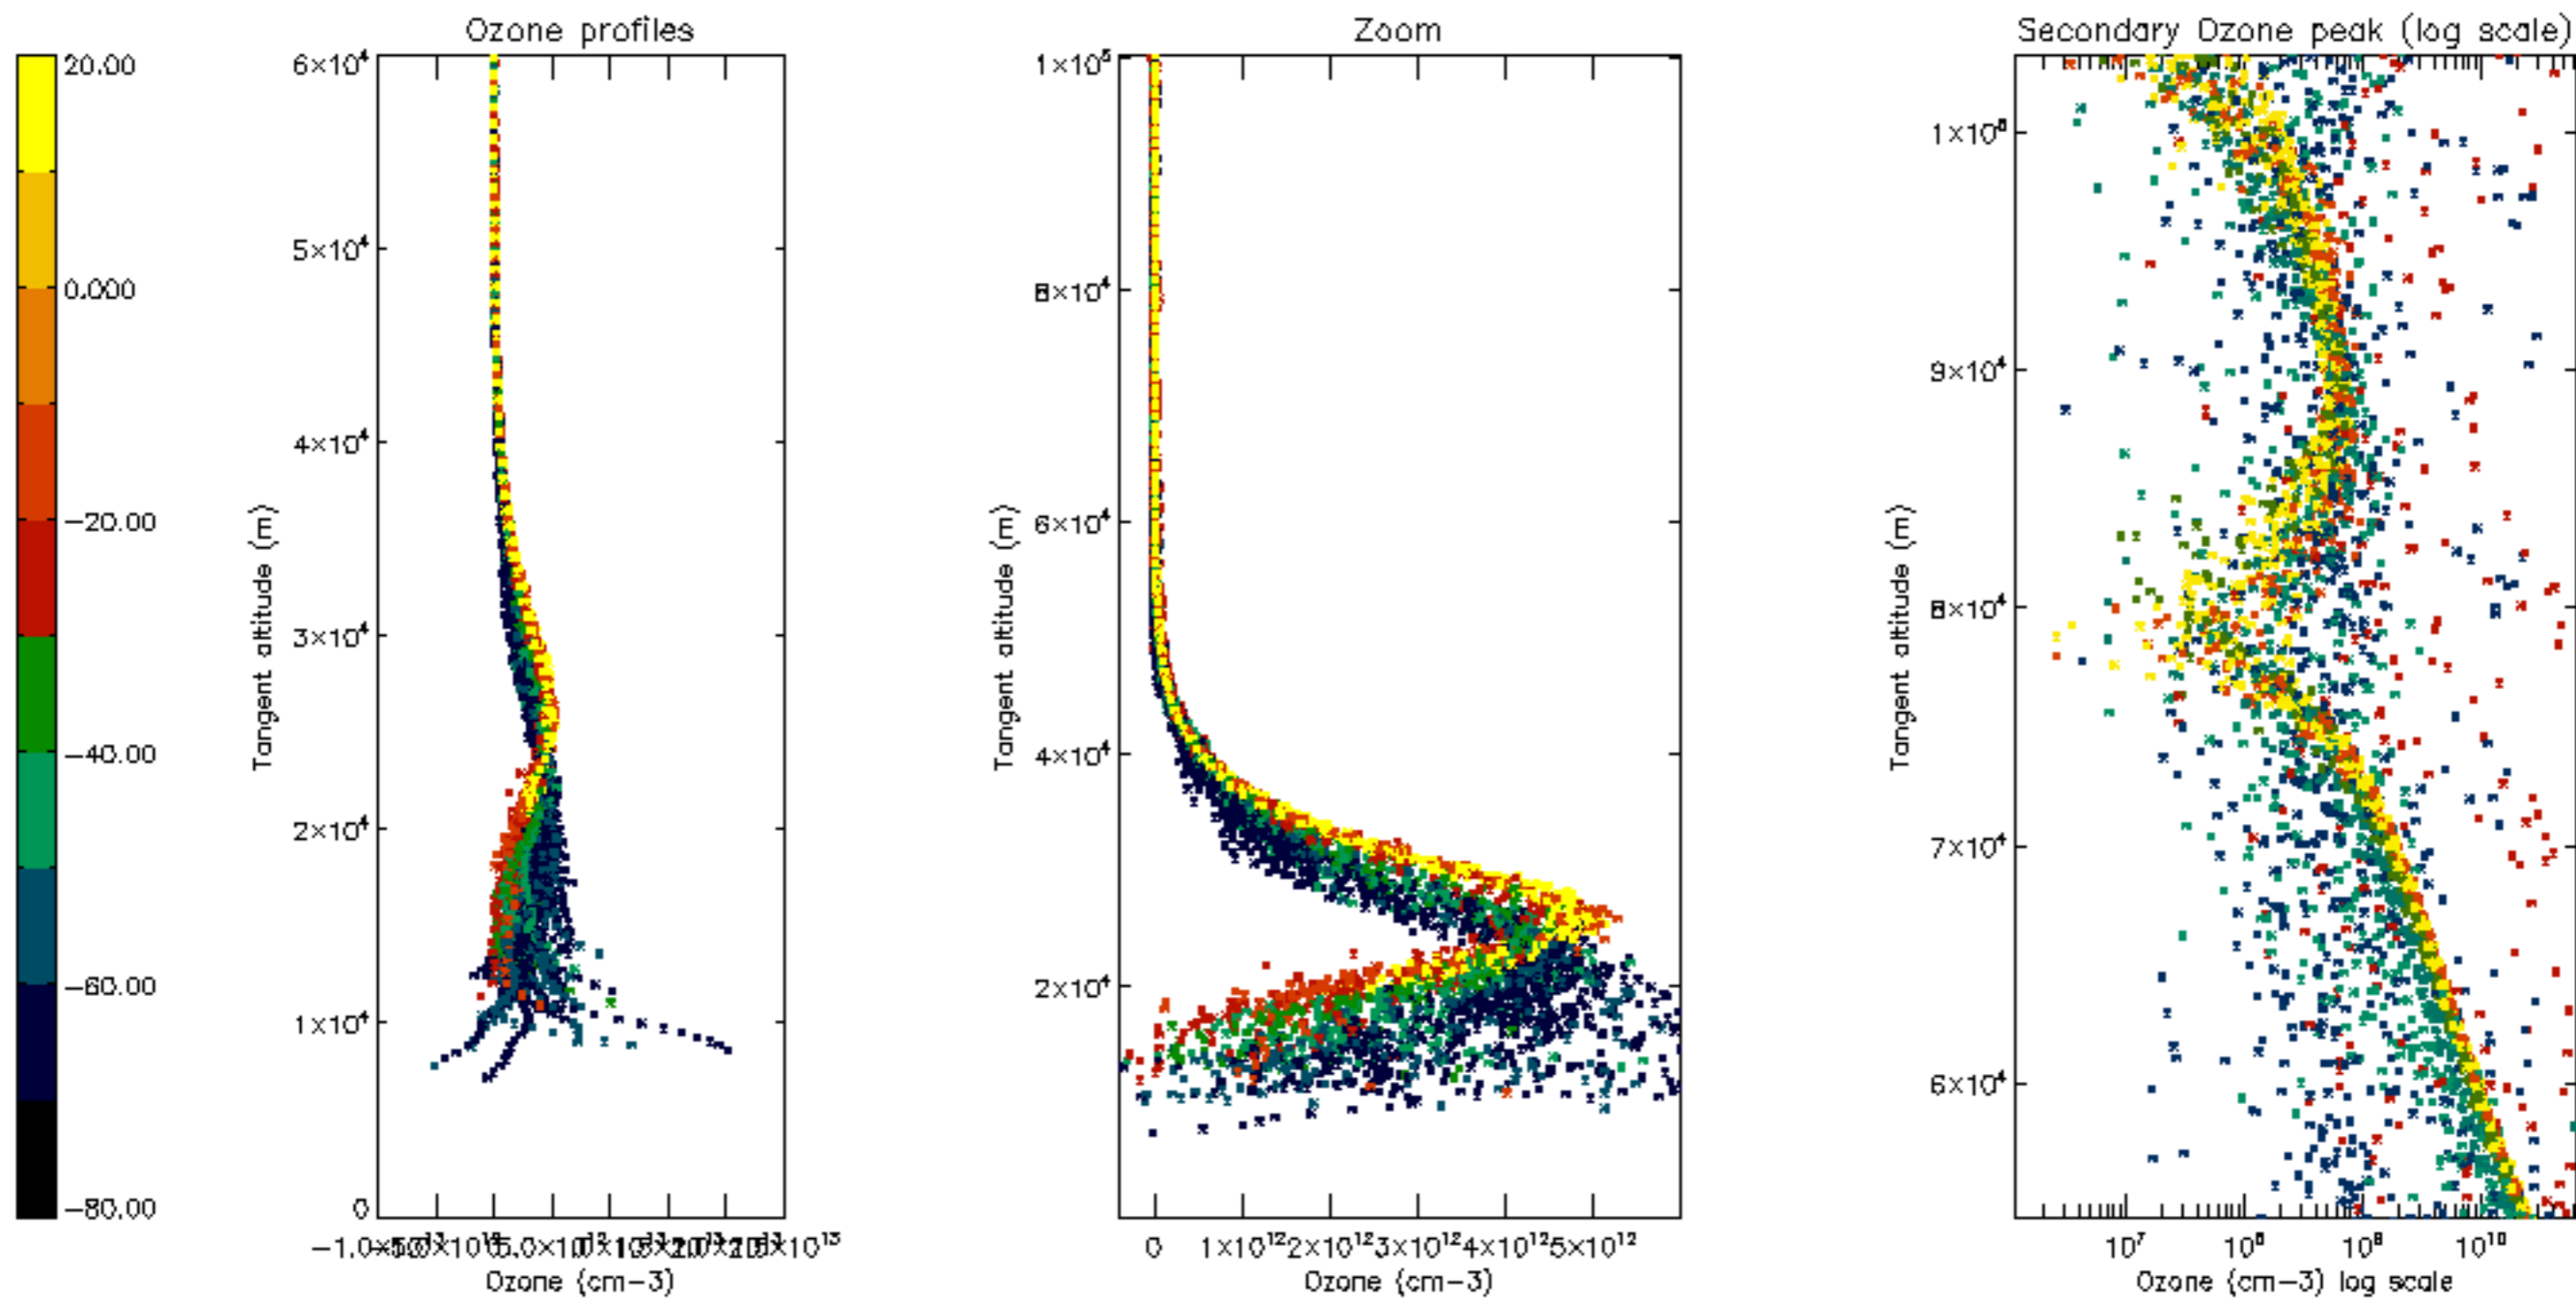 Ozone profiles
Zoom
Secondary Ozone peak (log scale)
20.00
0.000
−20.00
−40.00
−60.00
−80.00
6×10⁴
5×10⁴
4×10⁴
3×10⁴
2×10⁴
1×10⁴
0
Tangent altitude (m)
Ozone (cm−3)
1×10⁵
8×10⁴
6×10⁴
4×10⁴
2×10⁴
Tangent altitude (m)
0 1×10¹² 2×10¹² 3×10¹² 4×10¹² 5×10¹²
Ozone (cm−3)
1×10⁵
9×10⁴
8×10⁴
7×10⁴
6×10⁴
Tangent altitude (m)
10⁷ 10⁸ 10⁹ 10¹⁰
Ozone (cm−3) log scale